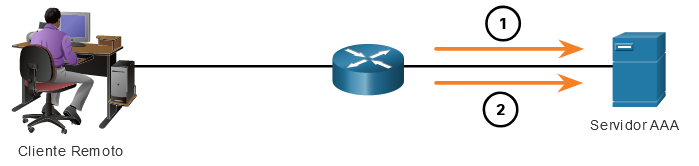 1
2
Servidor AAA
Cliente Remoto